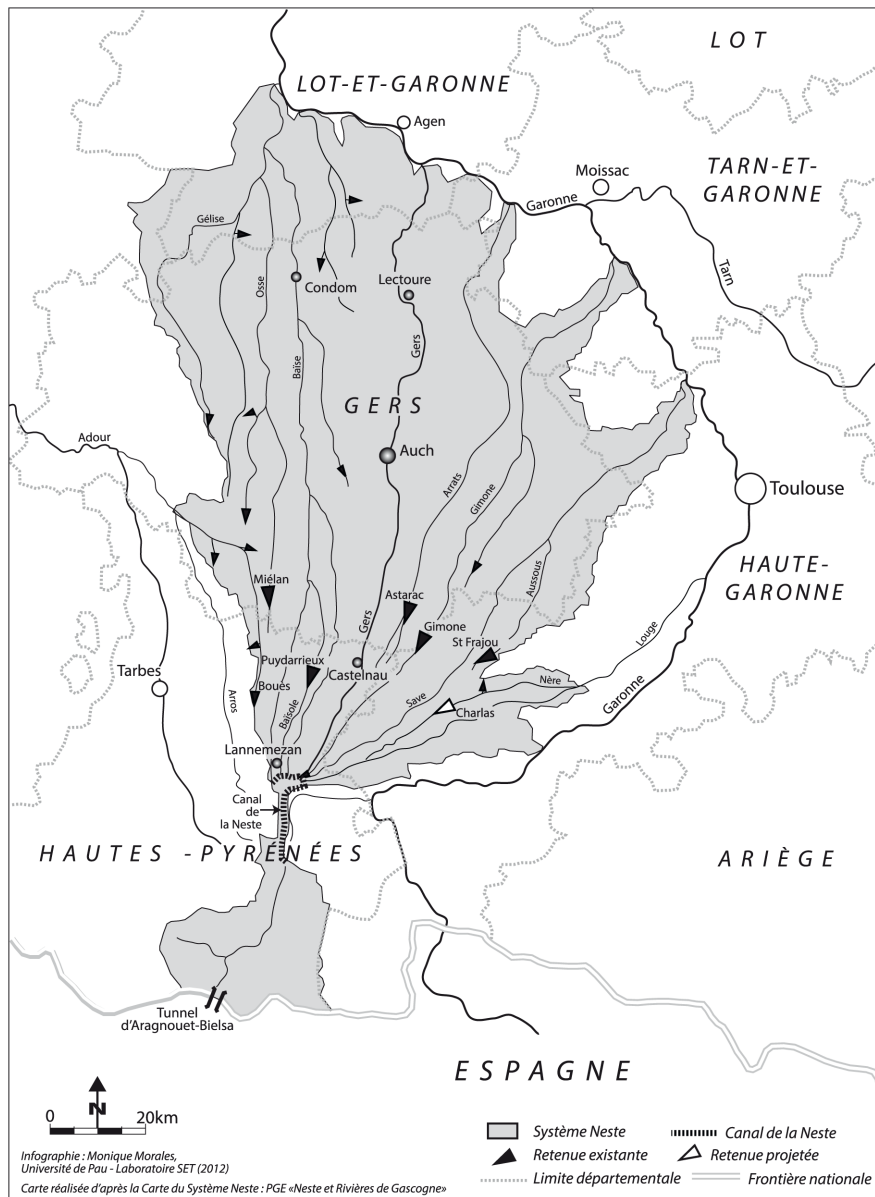 LOT
LOT-ET-GARONNE
Agen
Moissac
TARN-ET-
GARONNE
Garonne
Gélise
Tarn
Osse
Condom
Lectoure
Gers
Baïse
GERS
Adour
Auch
Arrats
Gimone
Toulouse
Aussous
HAUTE-
GARONNE
Miélan
Astarac
Gers
Gimone
St Frajou
Louge
Puydarrieux
Castelnau
Tarbes
Bouès
Nère
Garonne
Arros
Baïsole
Save
Charlas
Lannemezan
Canal
de
la Neste
HAUTES -PYRÉNÉES
ARIÈGE
Tunnel
d'Aragnouet-Bielsa
ESPAGNE
N
0 20km
Système Neste
Canal de la Neste
Retenue existante
Retenue projetée
Limite départementale
Frontière nationale
Infographie : Monique Morales,
Université de Pau - Laboratoire SET (2012)
Carte réalisée d'après la Carte du Système Neste : PGE «Neste et Rivières de Gascogne»